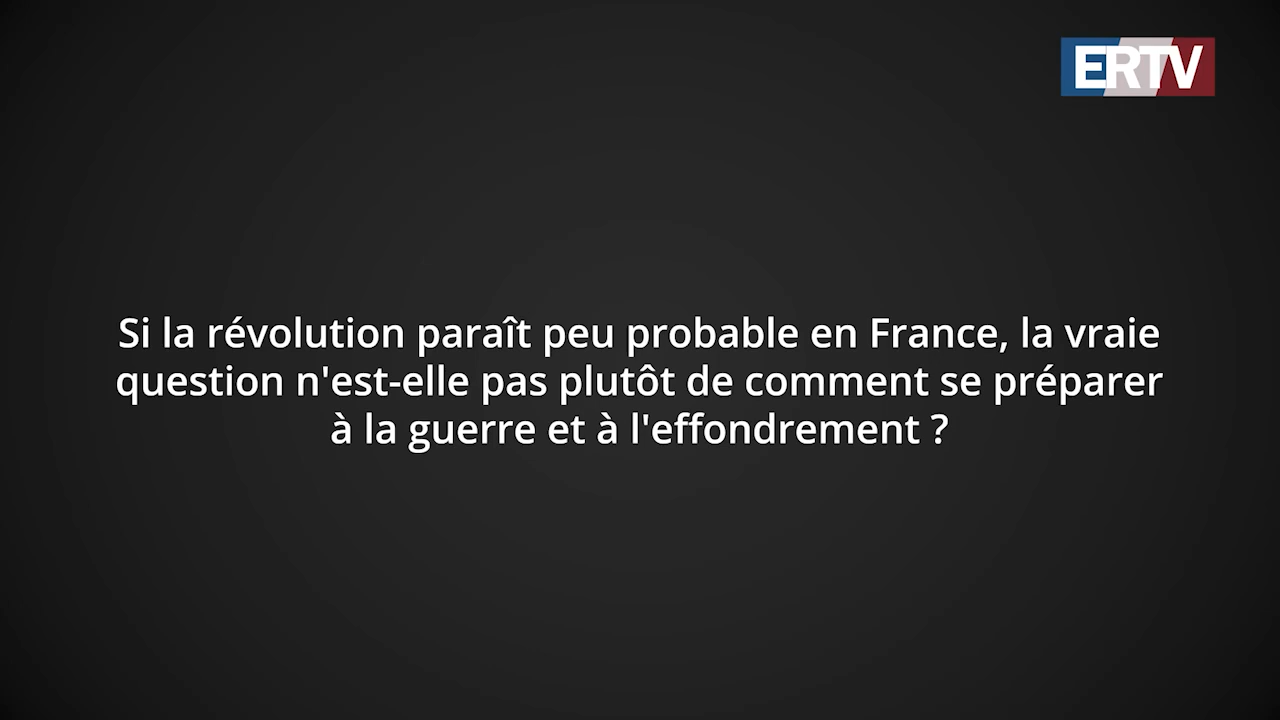 ERTV
Si la révolution paraît peu probable en France, la vraie
question n'est-elle pas plutôt de comment se préparer
à la guerre et à l'effondrement ?